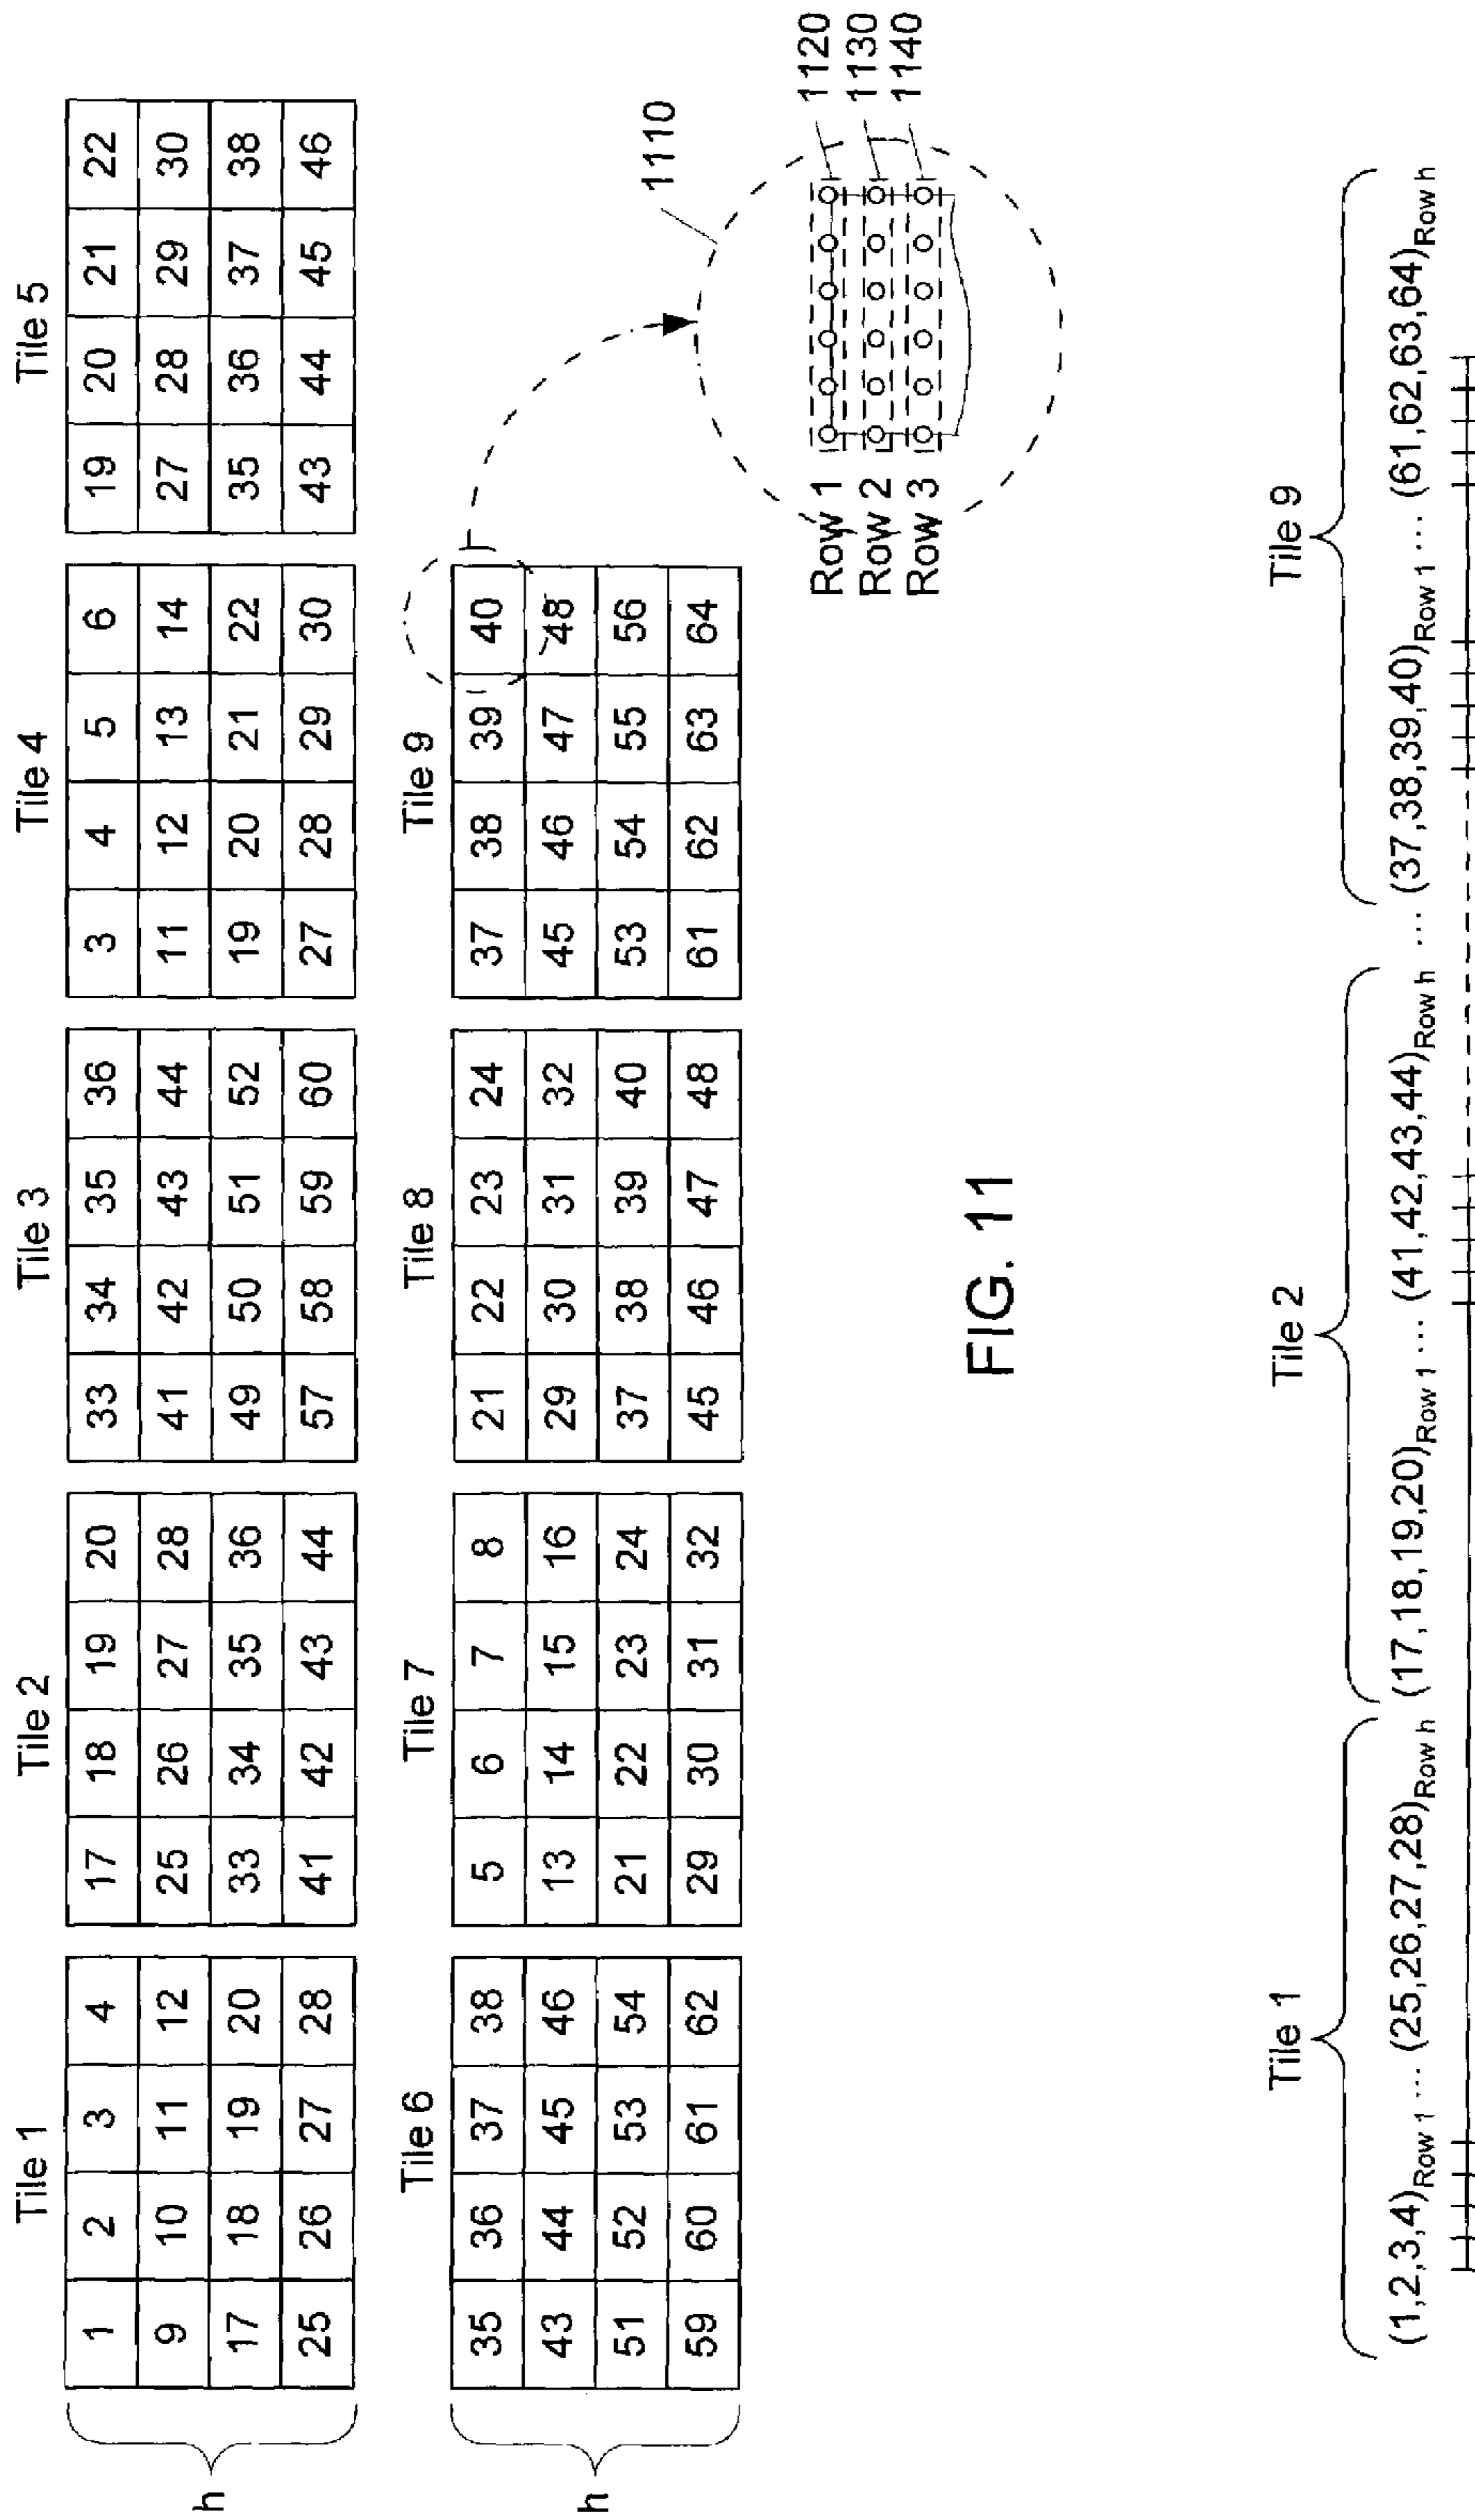 Tile 1 Tile 2 Tile 3 Tile 4 Tile 5
1 2 3 4 17 18 19 20 33 34 35 36 3 4 5 6 19 20 21 22
9 10 11 12 25 26 27 28 41 42 43 44 11 12 13 14 27 28 29 30
h
17 18 19 20 33 34 35 36 49 50 51 52 19 20 21 22 35 36 37 38
25 26 27 28 41 42 43 44 57 58 59 60 27 28 29 30 43 44 45 46
Tile 6 Tile 7 Tile 8 Tile 9
35 36 37 38 5 6 7 8 21 22 23 24 37 38 39 40
43 44 45 46 13 14 15 16 29 30 31 32 45 46 47 48
h
51 52 53 54 21 22 23 24 37 38 39 40 53 54 55 56
59 60 61 62 29 30 31 32 45 46 47 48 61 62 63 64
1110
Row 1 1120
Row 2 1130
Row 3 1140
FIG. 11
Tile 1 Tile 2 Tile 9
(1,2,3,4)Row 1 ... (25,26,27,28)Row h (17,18,19,20)Row 1 ... (41,42,43,44)Row h ... (37,38,39,40)Row 1 ... (61,62,63,64)Row h